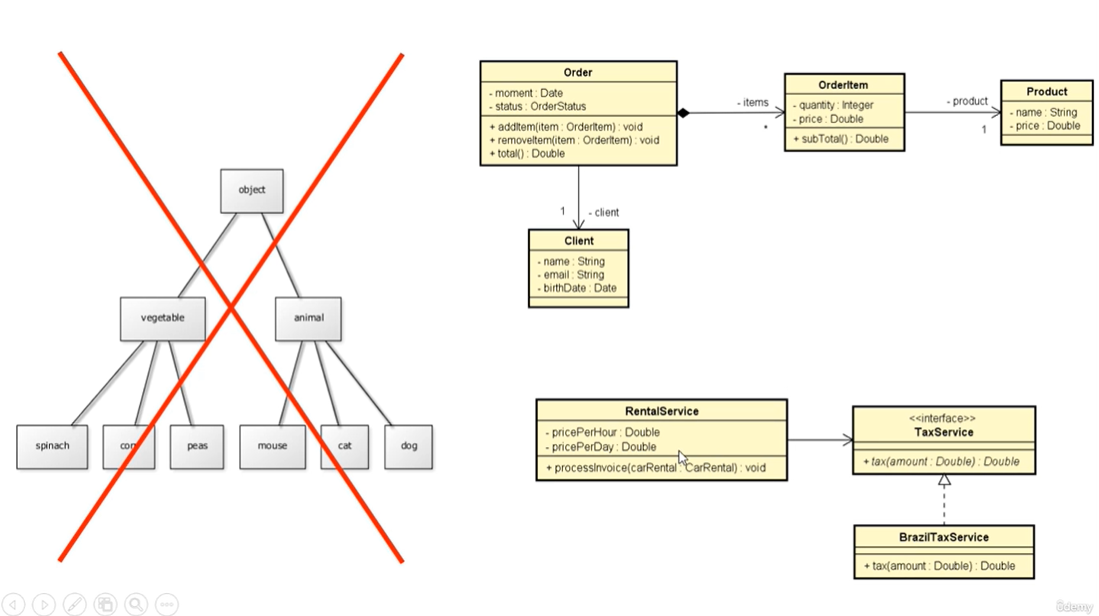 object
vegetable
animal
spinach
corn
peas
mouse
cat
dog
Order
- moment : Date
- status : OrderStatus
+ addItem(item : OrderItem) : void
+ removeItem(item : OrderItem) : void
+ total() : Double
- items
*
OrderItem
- quantity : Integer
- price : Double
+ subTotal() : Double
- product
1
Product
- name : String
- price : Double
1
- client
Client
- name : String
- email : String
- birthDate : Date
RentalService
- pricePerHour : Double
- pricePerDay : Double
+ processInvoice(carRental : CarRental) : void
<<interface>>
TaxService
+ tax(amount : Double) : Double
BrazilTaxService
+ tax(amount : Double) : Double
ûdemy